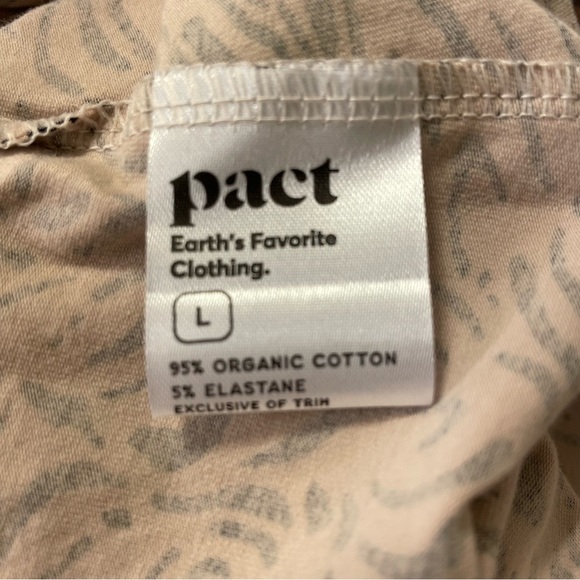 pact
Earth's Favorite
Clothing.
L
95% ORGANIC COTTON
5% ELASTANE
EXCLUSIVE OF TRIM